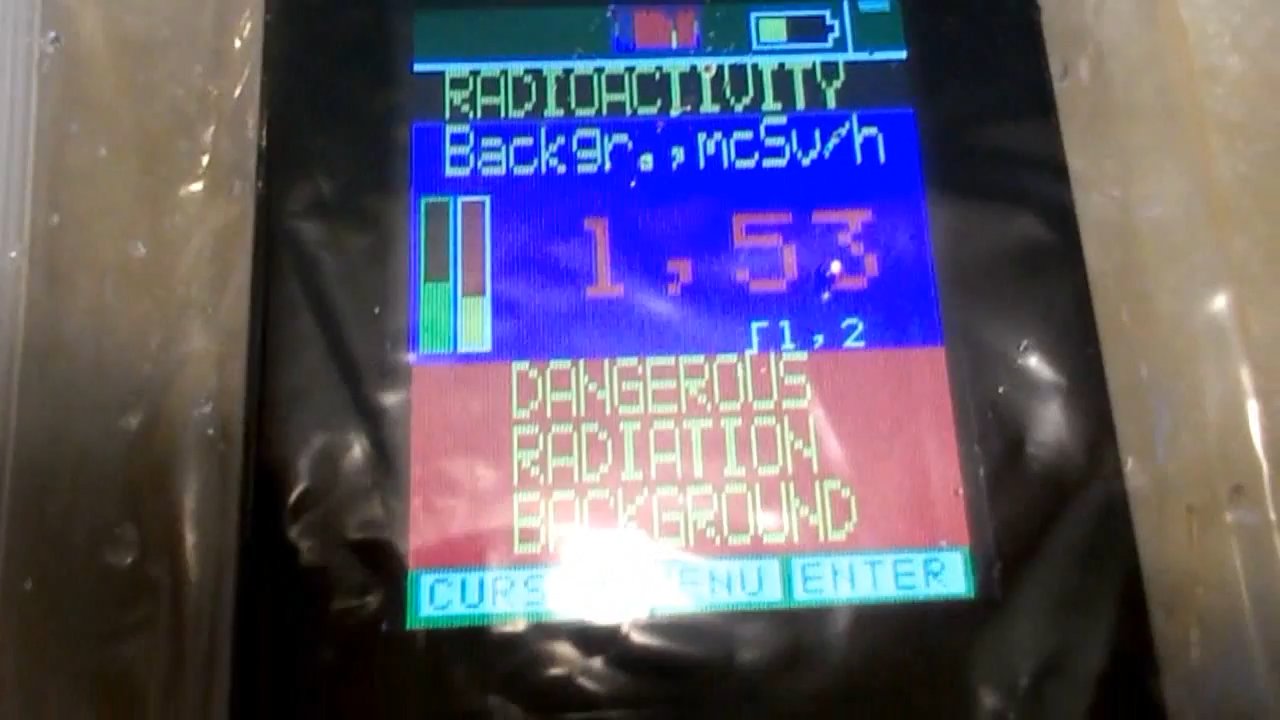 RADIOACTIVITY
Backgr.,mcSv/h
1,53
Γ1,2
DANGEROUS
RADIATION
BACKGROUND
ENTER